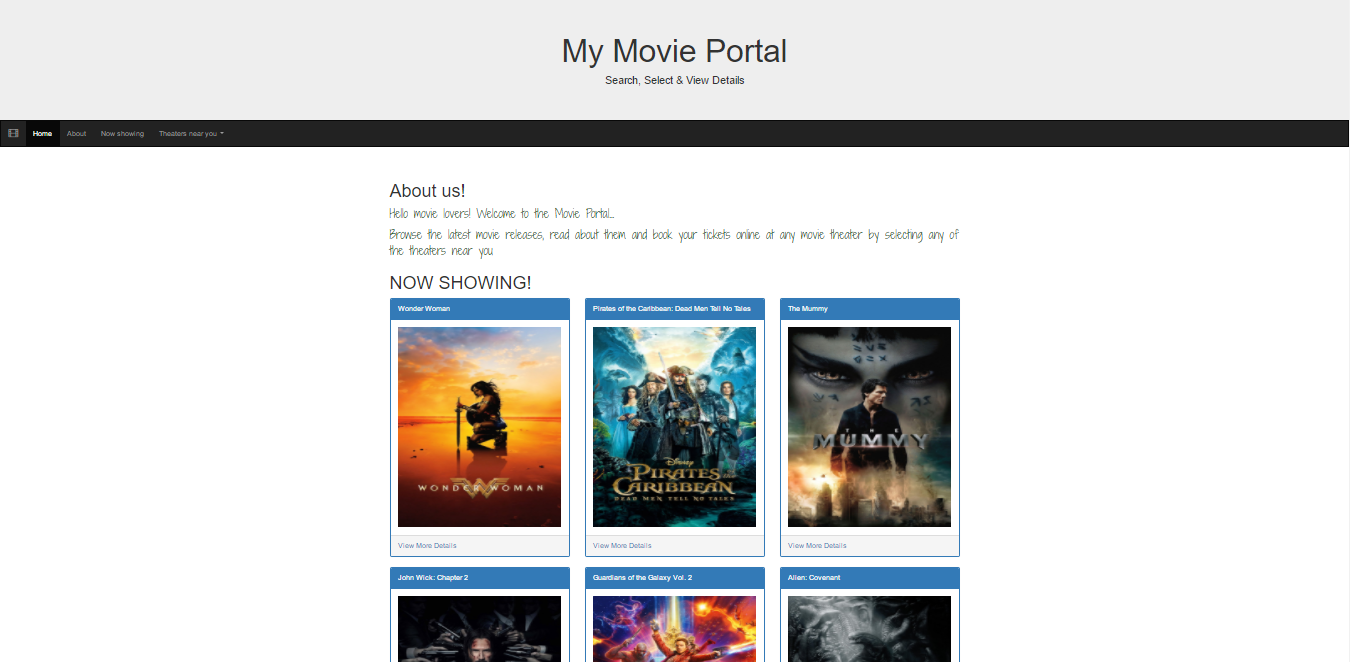 My Movie Portal
Search, Select & View Details
Home About Now showing Theaters near you
About us!
Hello movie lovers! Welcome to the Movie Portal...
Browse the latest movie releases, read about them and book your tickets online at any movie theater by selecting any of
the theaters near you
NOW SHOWING!
Wonder Woman Pirates of the Caribbean: Dead Men Tell No Tales The Mummy
WONDER WOMAN
Disney
PIRATES of the
CARIBBEAN
DEAD MEN TELL NO TALES
THE
MUMMY
View More Details View More Details View More Details
John Wick: Chapter 2 Guardians of the Galaxy Vol. 2 Alien: Covenant